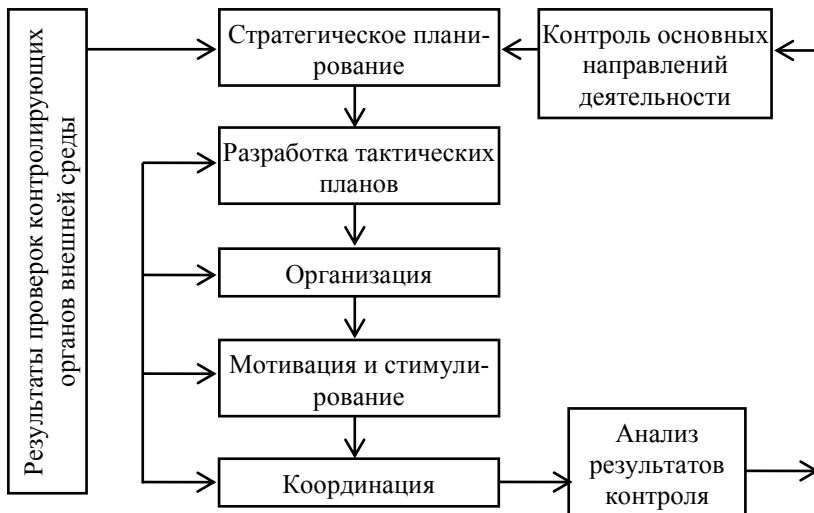 Результаты проверок контролирующих
органов внешней среды
Стратегическое плани-
рование
Контроль основных
направлений
деятельности
Разработка тактических
планов
Организация
Мотивация и стимули-
рование
Координация
Анализ
результатов
контроля